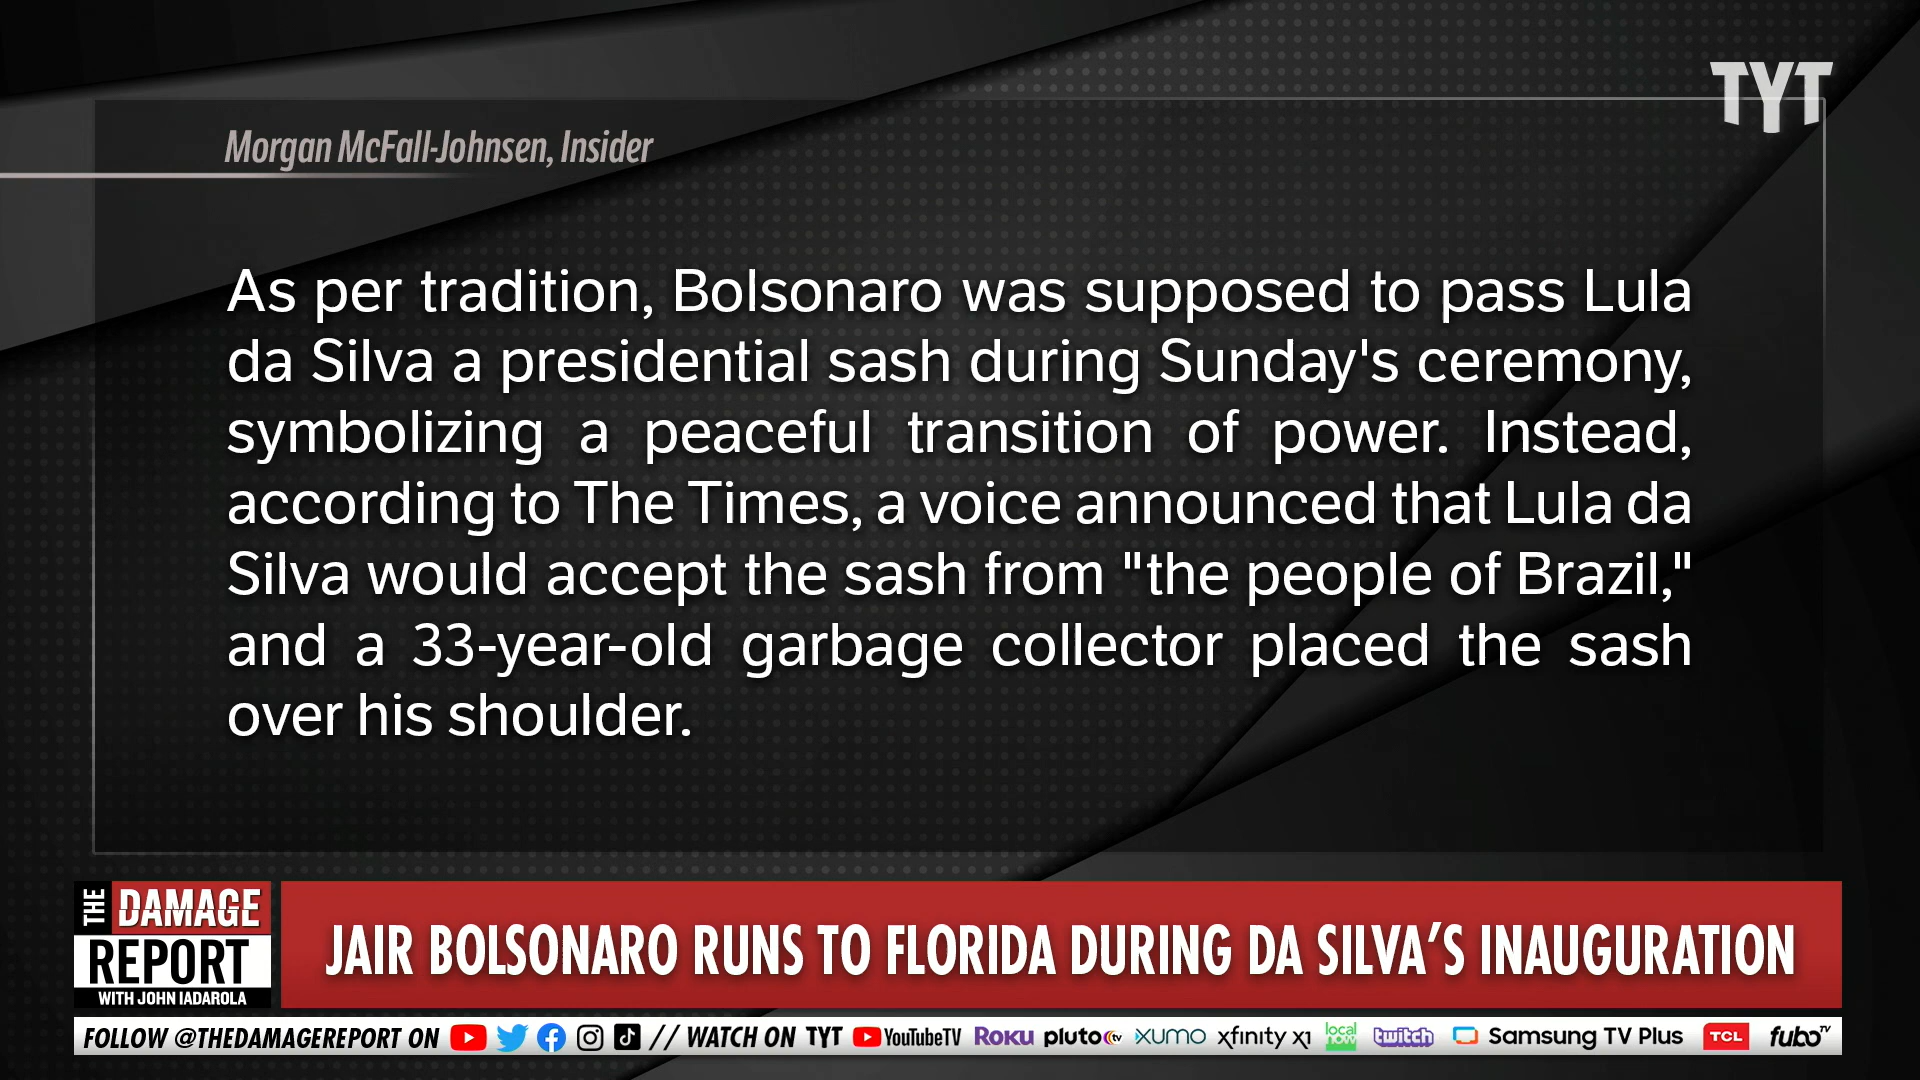 TYT
Morgan McFall-Johnsen, Insider
As per tradition, Bolsonaro was supposed to pass Lula
da Silva a presidential sash during Sunday's ceremony,
symbolizing a peaceful transition of power. Instead,
according to The Times, a voice announced that Lula da
Silva would accept the sash from "the people of Brazil,"
and a 33-year-old garbage collector placed the sash
over his shoulder.
THE DAMAGE
REPORT
WITH JOHN IADAROLA
JAIR BOLSONARO RUNS TO FLORIDA DURING DA SILVA'S INAUGURATION
FOLLOW @THEDAMAGEREPORT ON // WATCH ON TYT YouTubeTV ROKU pluto tv XUMO xfinity x1 local now twitch Samsung TV Plus TCL fubo TV